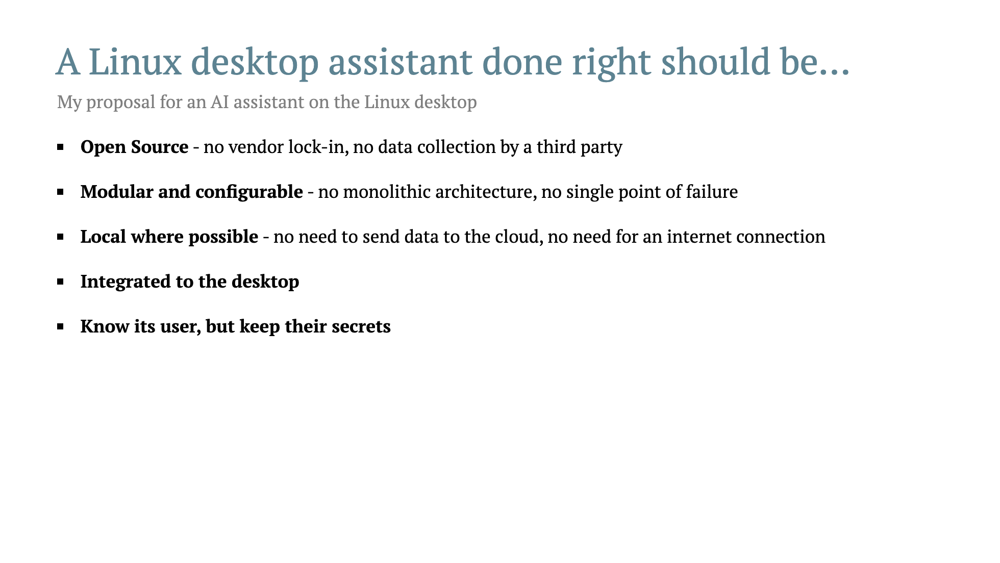 A Linux desktop assistant done right should be...
My proposal for an AI assistant on the Linux desktop
▪ Open Source - no vendor lock-in, no data collection by a third party
▪ Modular and configurable - no monolithic architecture, no single point of failure
▪ Local where possible - no need to send data to the cloud, no need for an internet connection
▪ Integrated to the desktop
▪ Know its user, but keep their secrets